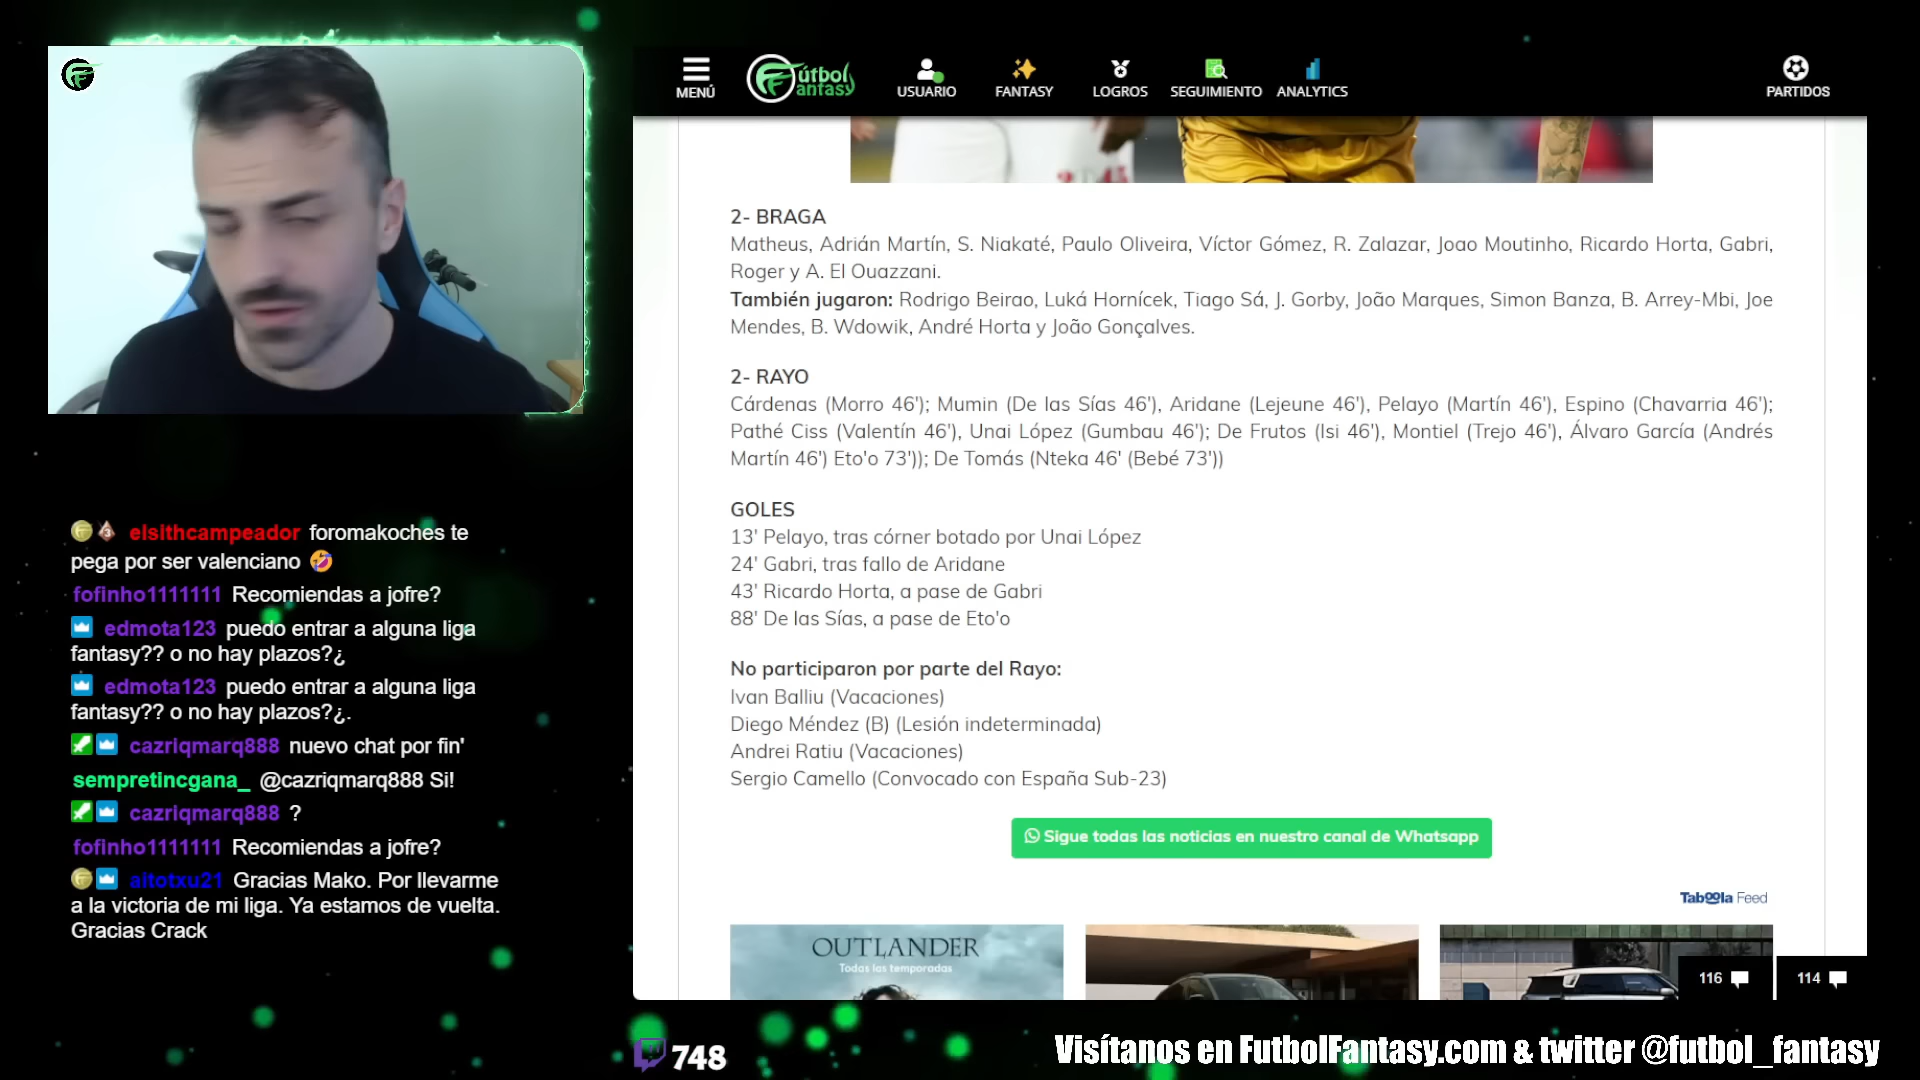 MENÚ
Fútbol
Fantasy
USUARIO
FANTASY
LOGROS
SEGUIMIENTO
ANALYTICS
PARTIDOS
2- BRAGA
Matheus, Adrián Martín, S. Niakaté, Paulo Oliveira, Víctor Gómez, R. Zalazar, Joao Moutinho, Ricardo Horta, Gabri,
Roger y A. El Ouazzani.
También jugaron: Rodrigo Beirao, Luká Hornícek, Tiago Sá, J. Gorby, João Marques, Simon Banza, B. Arrey-Mbi, Joe
Mendes, B. Wdowik, André Horta y João Gonçalves.
2- RAYO
Cárdenas (Morro 46'); Mumin (De las Sías 46'), Aridane (Lejeune 46'), Pelayo (Martín 46'), Espino (Chavarria 46');
Pathé Ciss (Valentín 46'), Unai López (Gumbau 46'); De Frutos (Isi 46'), Montiel (Trejo 46'), Álvaro García (Andrés
Martín 46') Eto'o 73')); De Tomás (Nteka 46' (Bebé 73'))
GOLES
13' Pelayo, tras córner botado por Unai López
24' Gabri, tras fallo de Aridane
43' Ricardo Horta, a pase de Gabri
88' De las Sías, a pase de Eto'o
No participaron por parte del Rayo:
Ivan Balliu (Vacaciones)
Diego Méndez (B) (Lesión indeterminada)
Andrei Ratiu (Vacaciones)
Sergio Camello (Convocado con España Sub-23)
Sigue todas las noticias en nuestro canal de Whatsapp
Taboola Feed
OUTLANDER
Todas las temporadas
116
114
elsithcampeador foromakoches te
pega por ser valenciano 🤣
fofinho1111111 Recomiendas a jofre?
edmota123 puedo entrar a alguna liga
fantasy?? o no hay plazos?¿
edmota123 puedo entrar a alguna liga
fantasy?? o no hay plazos?¿.
cazriqmarq888 nuevo chat por fin'
sempretincgana_ @cazriqmarq888 Si!
cazriqmarq888 ?
fofinho1111111 Recomiendas a jofre?
aitotxu21 Gracias Mako. Por llevarme
a la victoria de mi liga. Ya estamos de vuelta.
Gracias Crack
748
Visítanos en FutbolFantasy.com & twitter @futbol_fantasy